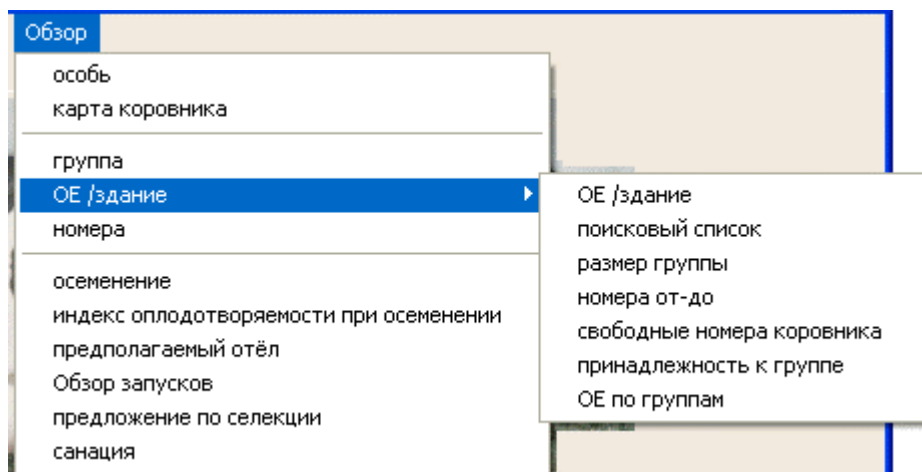 Обзор
особь
карта коровника
группа
ОЕ /здание
номера
осеменение
индекс оплодотворяемости при осеменении
предполагаемый отёл
Обзор запусков
предложение по селекции
санация
ОЕ /здание
поисковый список
размер группы
номера от-до
свободные номера коровника
принадлежность к группе
ОЕ по группам